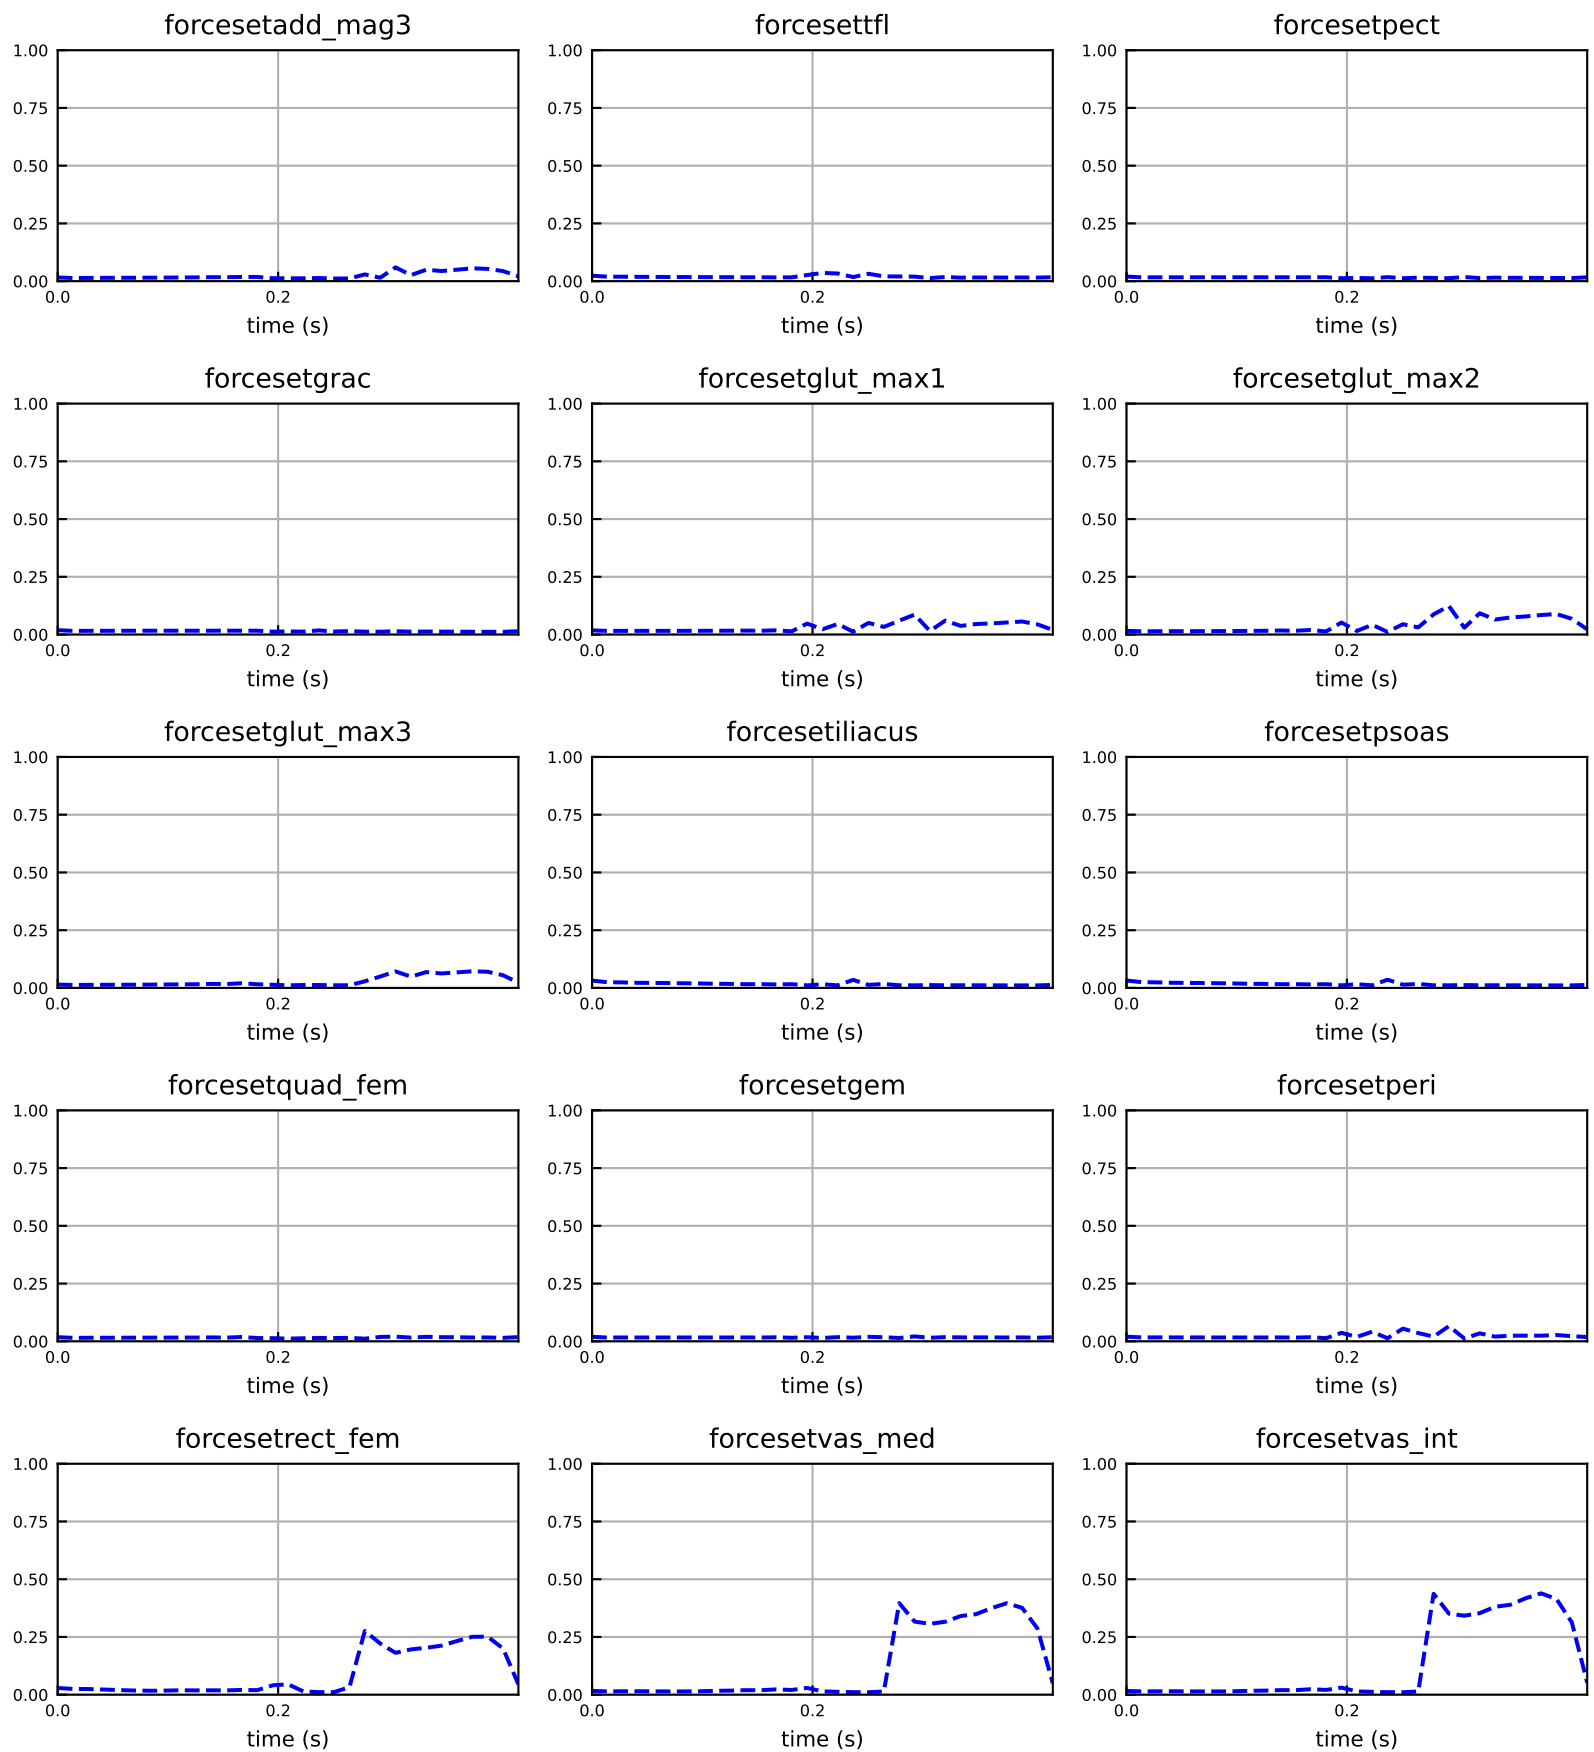 forcesetadd_mag3 forcesettfl forcesetpect
1.00 1.00 1.00
0.75 0.75 0.75
0.50 0.50 0.50
0.25 0.25 0.25
0.00 0.00 0.00
0.0 0.2 0.0 0.2 0.0 0.2
time (s) time (s) time (s)
forcesetgrac forcesetglut_max1 forcesetglut_max2
1.00 1.00 1.00
0.75 0.75 0.75
0.50 0.50 0.50
0.25 0.25 0.25
0.00 0.00 0.00
0.0 0.2 0.0 0.2 0.0 0.2
time (s) time (s) time (s)
forcesetglut_max3 forcesetiliacus forcesetpsoas
1.00 1.00 1.00
0.75 0.75 0.75
0.50 0.50 0.50
0.25 0.25 0.25
0.00 0.00 0.00
0.0 0.2 0.0 0.2 0.0 0.2
time (s) time (s) time (s)
forcesetquad_fem forcesetgem forcesetperi
1.00 1.00 1.00
0.75 0.75 0.75
0.50 0.50 0.50
0.25 0.25 0.25
0.00 0.00 0.00
0.0 0.2 0.0 0.2 0.0 0.2
time (s) time (s) time (s)
forcesetrect_fem forcesetvas_med forcesetvas_int
1.00 1.00 1.00
0.75 0.75 0.75
0.50 0.50 0.50
0.25 0.25 0.25
0.00 0.00 0.00
0.0 0.2 0.0 0.2 0.0 0.2
time (s) time (s) time (s)